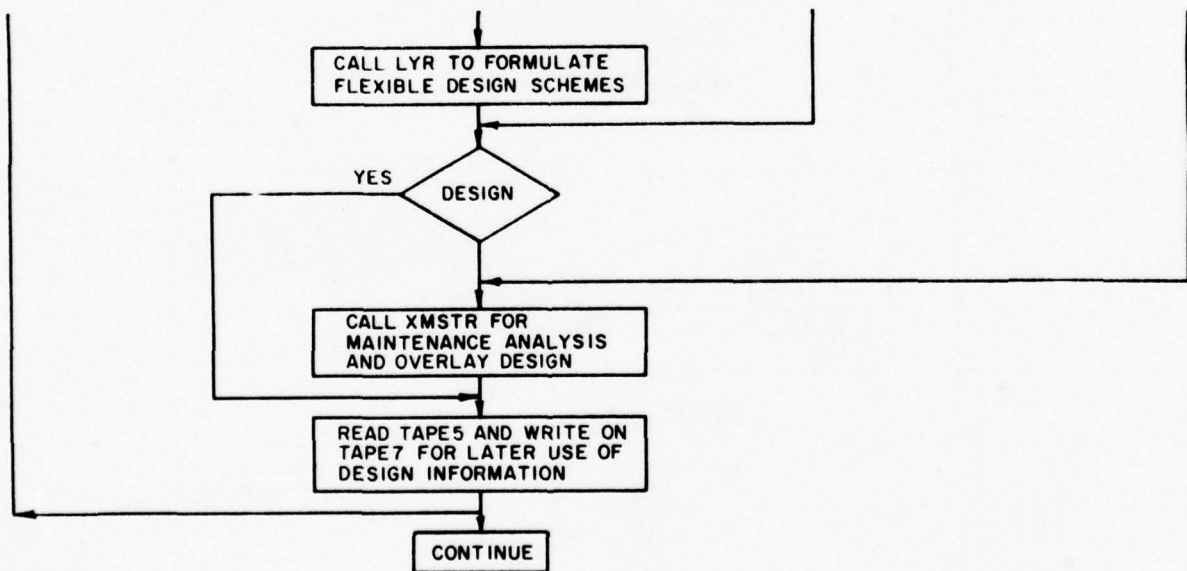 CALL LYR TO FORMULATE
FLEXIBLE DESIGN SCHEMES
YES
DESIGN
CALL XMSTR FOR
MAINTENANCE ANALYSIS
AND OVERLAY DESIGN
READ TAPE5 AND WRITE ON
TAPE7 FOR LATER USE OF
DESIGN INFORMATION
CONTINUE